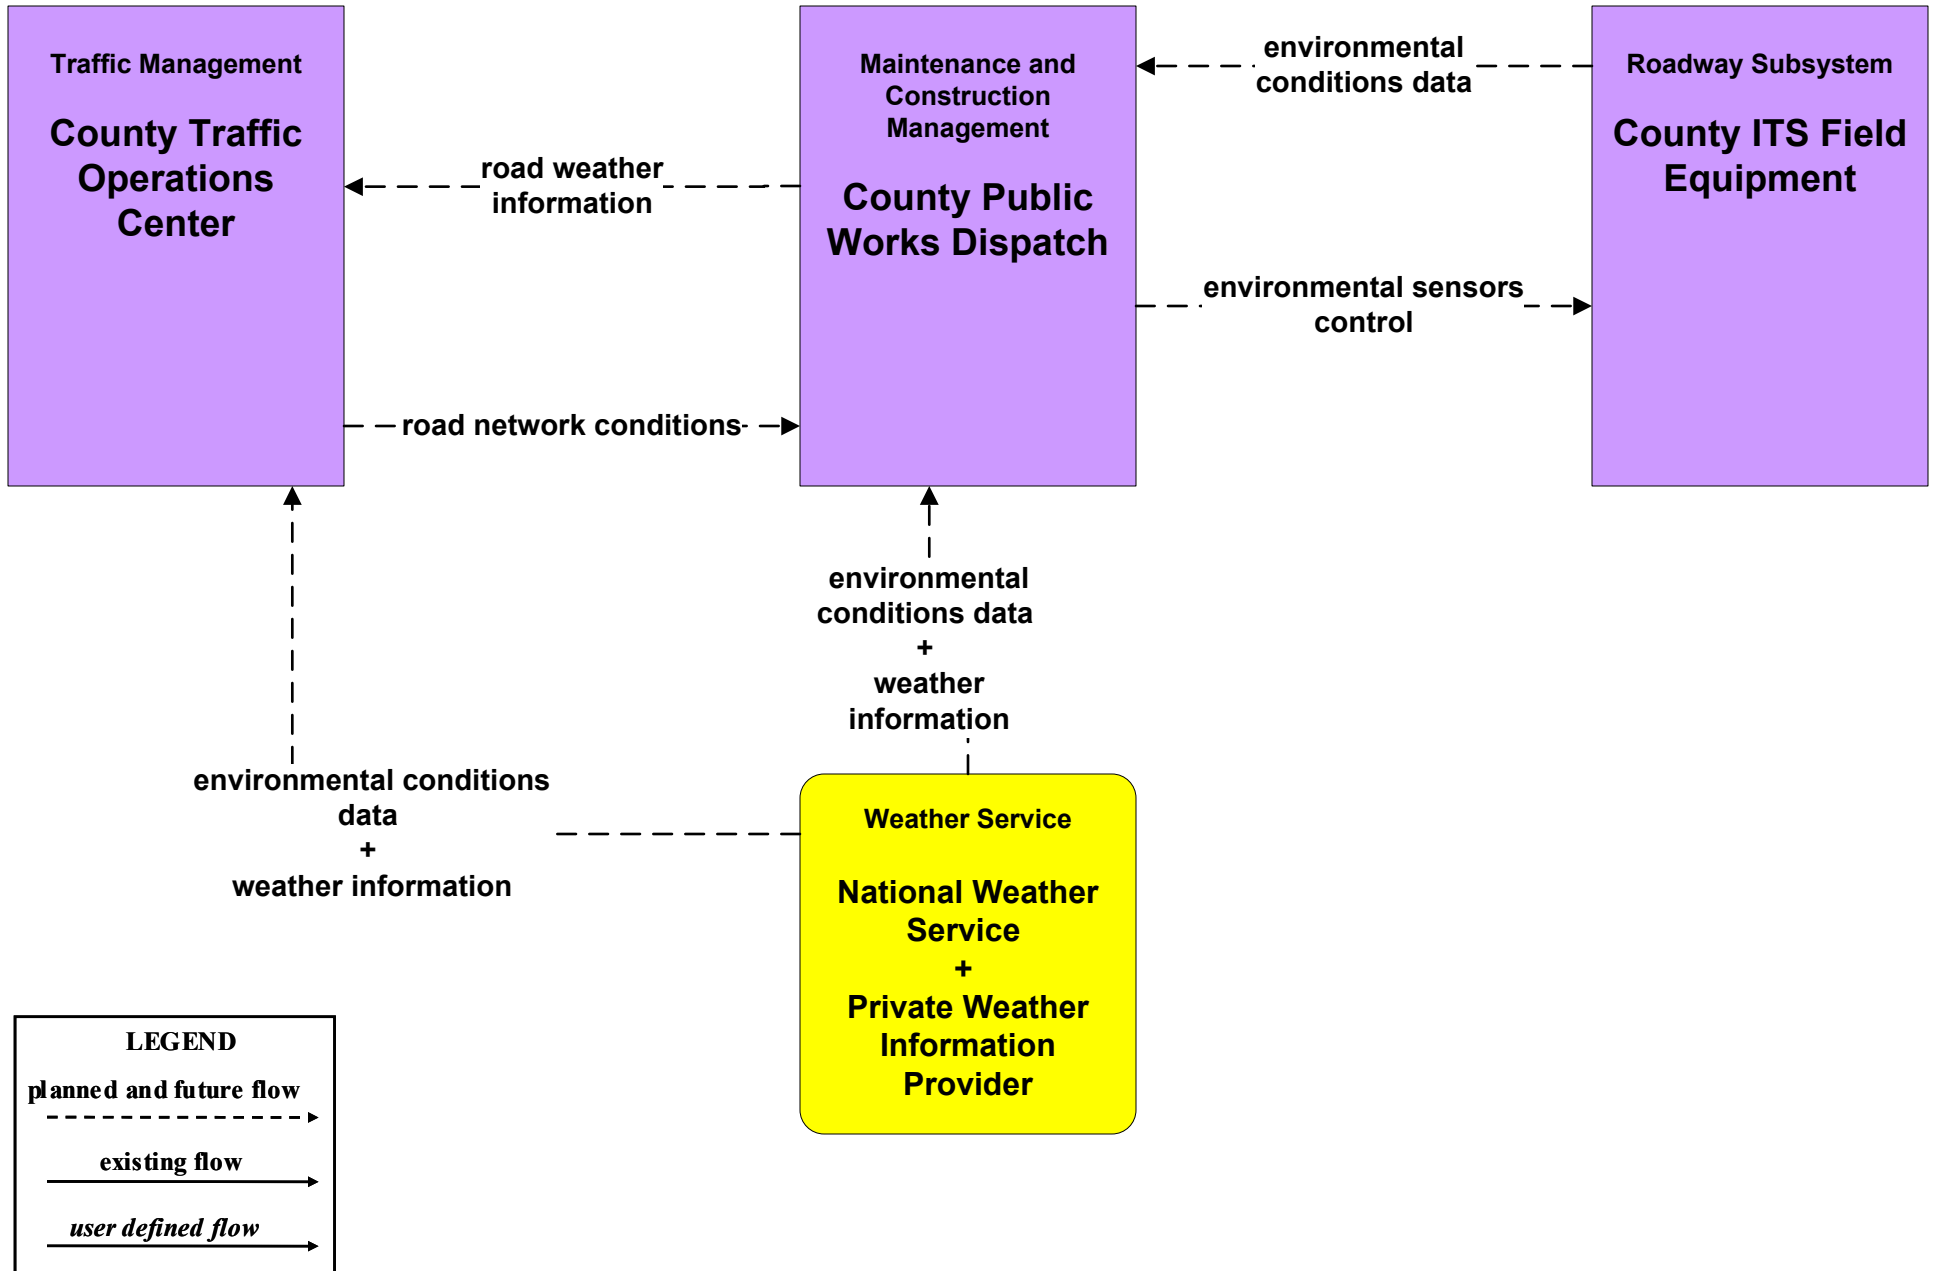 Traffic Management
County Traffic
Operations
Center
road weather
information
road network conditions
Maintenance and
Construction
Management
County Public
Works Dispatch
environmental
conditions data
environmental sensors
control
Roadway Subsystem
County ITS Field
Equipment
environmental
conditions data
+
weather
information
environmental conditions
data
+
weather information
Weather Service
National Weather
Service
+
Private Weather
Information
Provider
LEGEND
planned and future flow
existing flow
user defined flow